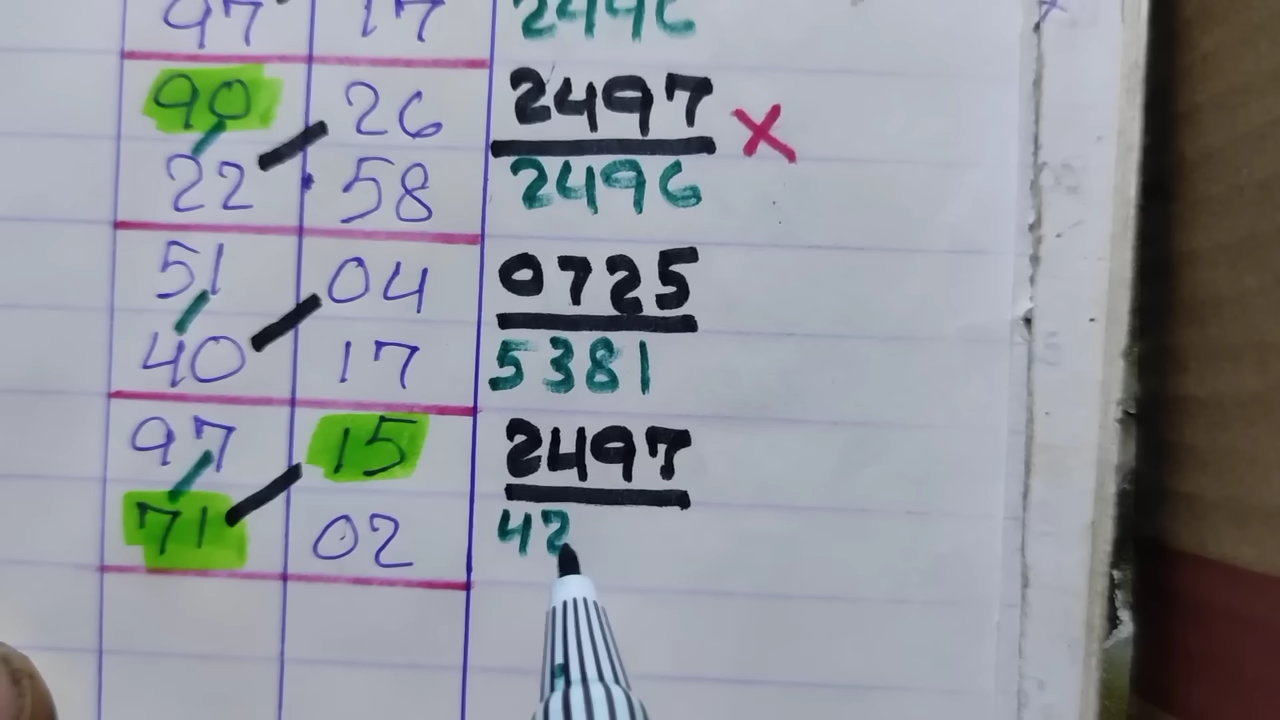 97 17 2496
90 26 2497 X
22 58 2496
51 04 0725
40 17 5381
97 15 2497
71 02 42